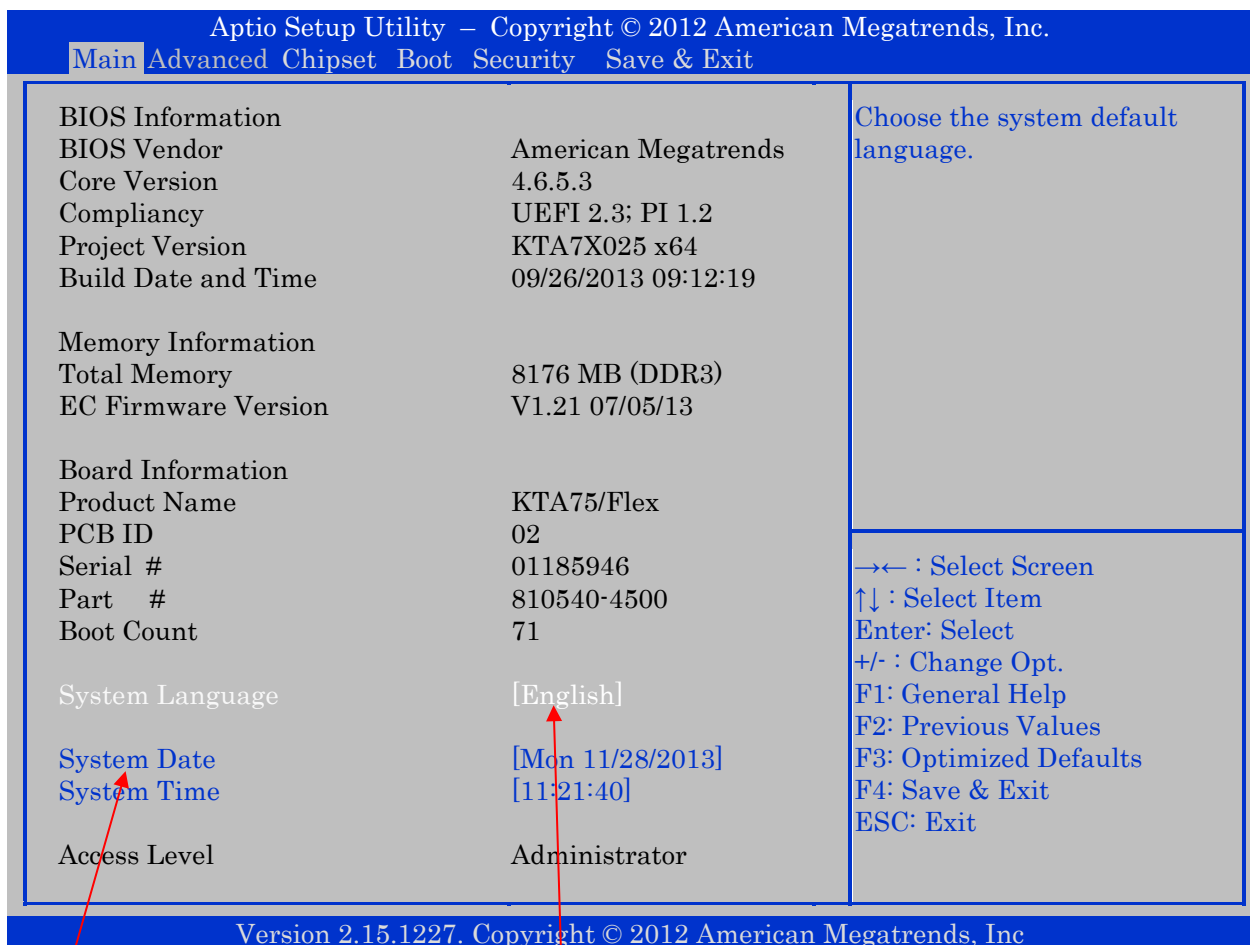 Aptio Setup Utility – Copyright © 2012 American Megatrends, Inc.
Main Advanced Chipset Boot Security Save & Exit
BIOS Information
BIOS Vendor American Megatrends
Core Version 4.6.5.3
Compliancy UEFI 2.3; PI 1.2
Project Version KTA7X025 x64
Build Date and Time 09/26/2013 09:12:19
Memory Information
Total Memory 8176 MB (DDR3)
EC Firmware Version V1.21 07/05/13
Board Information
Product Name KTA75/Flex
PCB ID 02
Serial # 01185946
Part # 810540-4500
Boot Count 71
System Language [English]
System Date [Mon 11/28/2013]
System Time [11:21:40]
Access Level Administrator
Choose the system default
language.
→← : Select Screen
↑↓ : Select Item
Enter: Select
+/- : Change Opt.
F1: General Help
F2: Previous Values
F3: Optimized Defaults
F4: Save & Exit
ESC: Exit
Version 2.15.1227. Copyright © 2012 American Megatrends, Inc